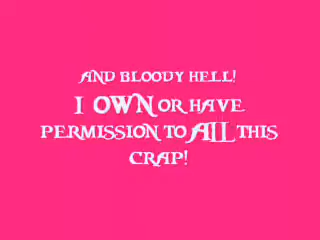 AND BLOODY HELL!
I OWN OR HAVE
PERMISSION TO ALL THIS
CRAP!